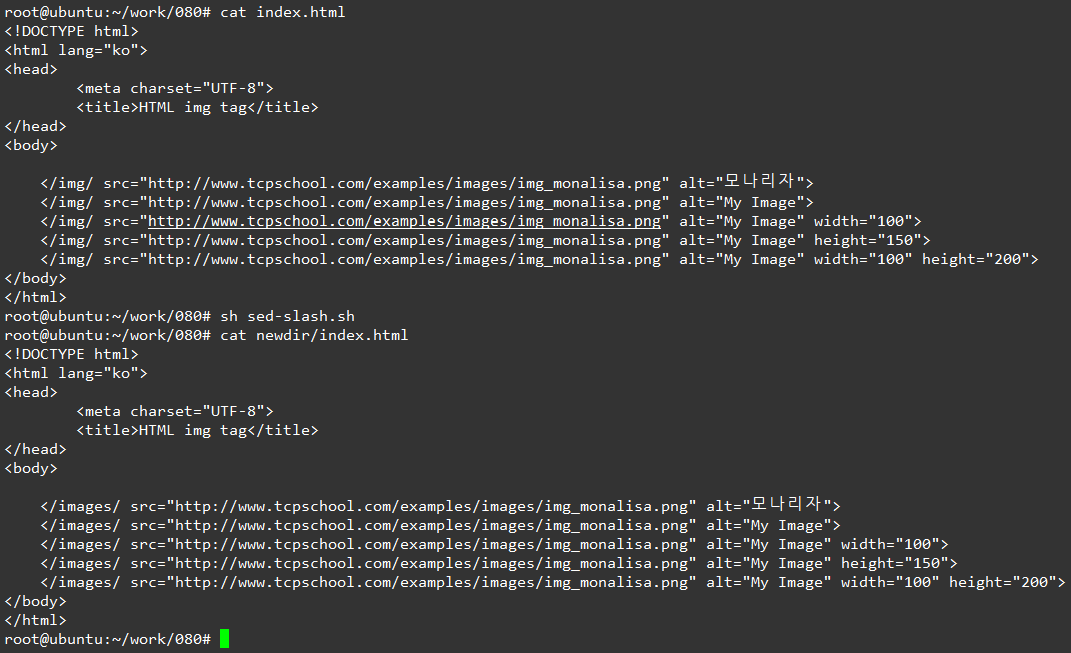 root@ubuntu:~/work/080# cat index.html
<!DOCTYPE html>
<html lang="ko">
<head>
        <meta charset="UTF-8">
        <title>HTML img tag</title>
</head>
<body>

    </img/ src="http://www.tcpschool.com/examples/images/img_monalisa.png" alt="모나리자">
    </img/ src="http://www.tcpschool.com/examples/images/img_monalisa.png" alt="My Image">
    </img/ src="http://www.tcpschool.com/examples/images/img_monalisa.png" alt="My Image" width="100">
    </img/ src="http://www.tcpschool.com/examples/images/img_monalisa.png" alt="My Image" height="150">
    </img/ src="http://www.tcpschool.com/examples/images/img_monalisa.png" alt="My Image" width="100" height="200">
</body>
</html>
root@ubuntu:~/work/080# sh sed-slash.sh
root@ubuntu:~/work/080# cat newdir/index.html
<!DOCTYPE html>
<html lang="ko">
<head>
        <meta charset="UTF-8">
        <title>HTML img tag</title>
</head>
<body>

    </images/ src="http://www.tcpschool.com/examples/images/img_monalisa.png" alt="모나리자">
    </images/ src="http://www.tcpschool.com/examples/images/img_monalisa.png" alt="My Image">
    </images/ src="http://www.tcpschool.com/examples/images/img_monalisa.png" alt="My Image" width="100">
    </images/ src="http://www.tcpschool.com/examples/images/img_monalisa.png" alt="My Image" height="150">
    </images/ src="http://www.tcpschool.com/examples/images/img_monalisa.png" alt="My Image" width="100" height="200">
</body>
</html>
root@ubuntu:~/work/080#